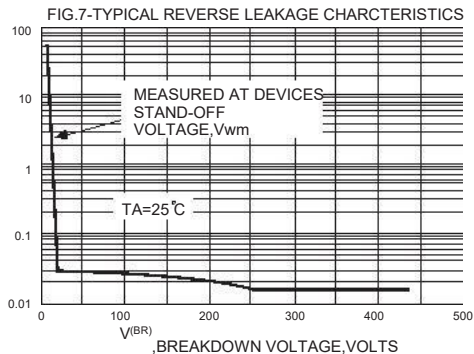 FIG.7-TYPICAL REVERSE LEAKAGE CHARCTERISTICS
100
10
1
0.1
0.01
MEASURED AT DEVICES
STAND-OFF
VOLTAGE,Vwm
TA=25°C
0 100 200 300 400 500
V(BR)
,BREAKDOWN VOLTAGE,VOLTS